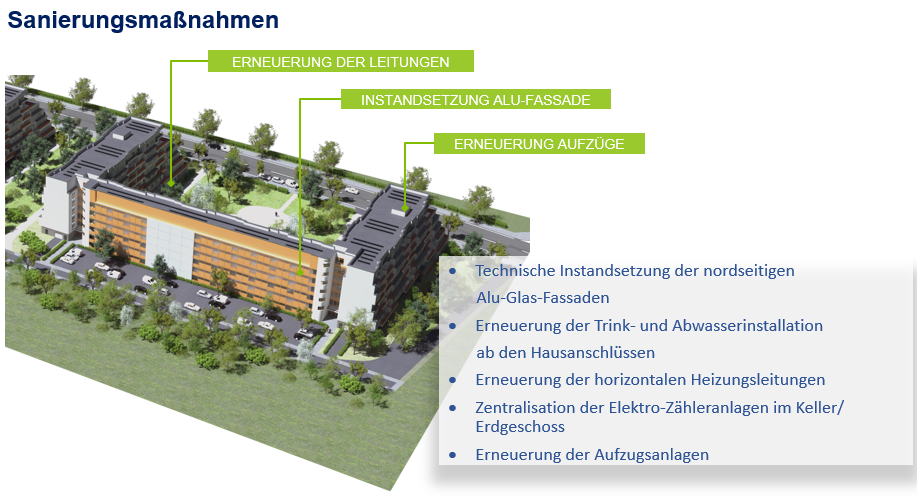 Sanierungsmaßnahmen
ERNEUERUNG DER LEITUNGEN
INSTANDSETZUNG ALU-FASSADE
ERNEUERUNG AUFZÜGE
• Technische Instandsetzung der nordseitigen
Alu-Glas-Fassaden
• Erneuerung der Trink- und Abwasserinstallation
ab den Hausanschlüssen
• Erneuerung der horizontalen Heizungsleitungen
• Zentralisation der Elektro-Zähleranlagen im Keller/
Erdgeschoss
• Erneuerung der Aufzugsanlagen